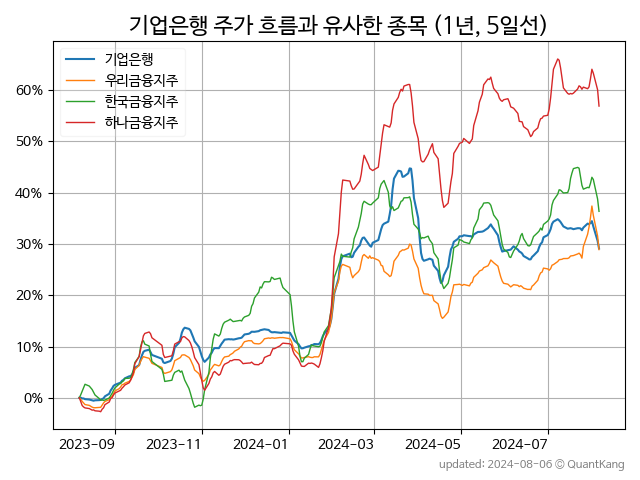 기업은행 주가 흐름과 유사한 종목 (1년, 5일선)
기업은행
우리금융지주
한국금융지주
하나금융지주
60%
50%
40%
30%
20%
10%
0%
2023-09 2023-11 2024-01 2024-03 2024-05 2024-07
updated: 2024-08-06 © QuantKang